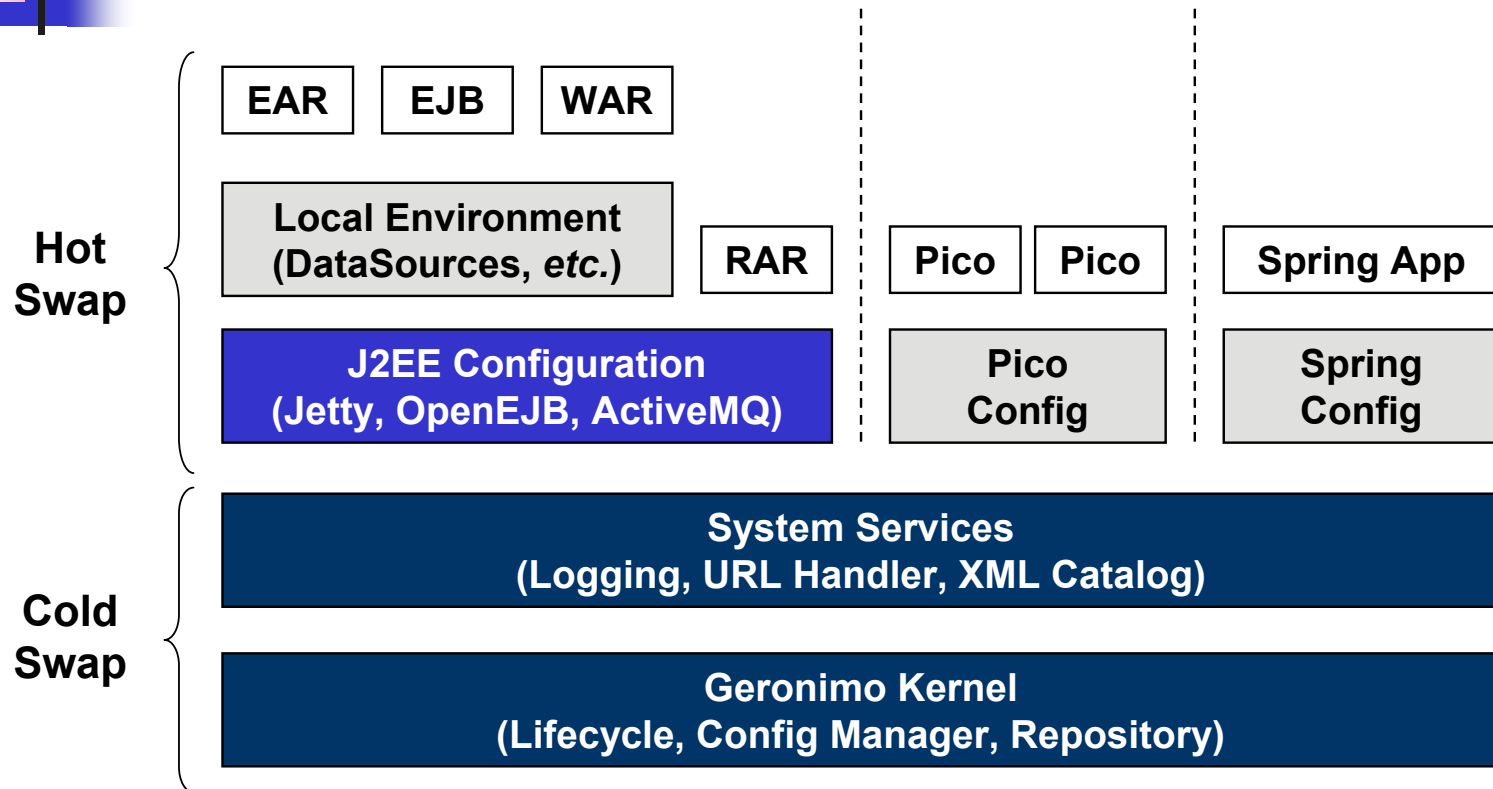 EAR
EJB
WAR
Hot
Swap
Local Environment
(DataSources, etc.)
RAR
Pico
Pico
Spring App
J2EE Configuration
(Jetty, OpenEJB, ActiveMQ)
Pico
Config
Spring
Config
Cold
Swap
System Services
(Logging, URL Handler, XML Catalog)
Geronimo Kernel
(Lifecycle, Config Manager, Repository)